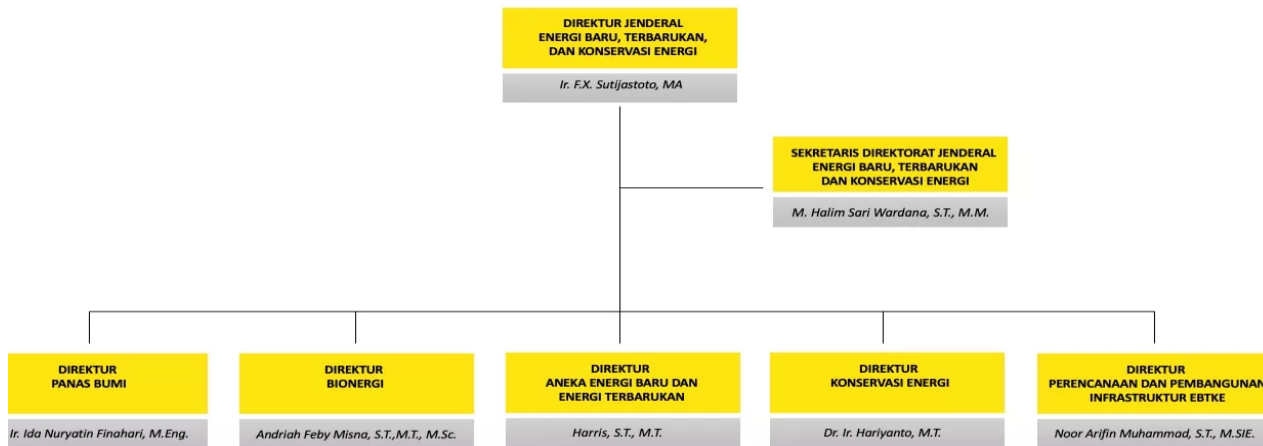 DIREKTUR JENDERAL
ENERGI BARU, TERBARUKAN,
DAN KONSERVASI ENERGI
Ir. F.X. Sutijastoto, MA
SEKRETARIS DIREKTORAT JENDERAL
ENERGI BARU, TERBARUKAN
DAN KONSERVASI ENERGI
M. Halim Sari Wardana, S.T., M.M.
DIREKTUR
PANAS BUMI
Ir. Ida Nuryatin Finahari, M.Eng.
DIREKTUR
BIONERGI
Andriah Feby Misna, S.T.,M.T., M.Sc.
DIREKTUR
ANEKA ENERGI BARU DAN
ENERGI TERBARUKAN
Harris, S.T., M.T.
DIREKTUR
KONSERVASI ENERGI
Dr. Ir. Hariyanto, M.T.
DIREKTUR
PERENCANAAN DAN PEMBANGUNAN
INFRASTRUKTUR EBTKE
Noor Arifin Muhammad, S.T., M.SIE.